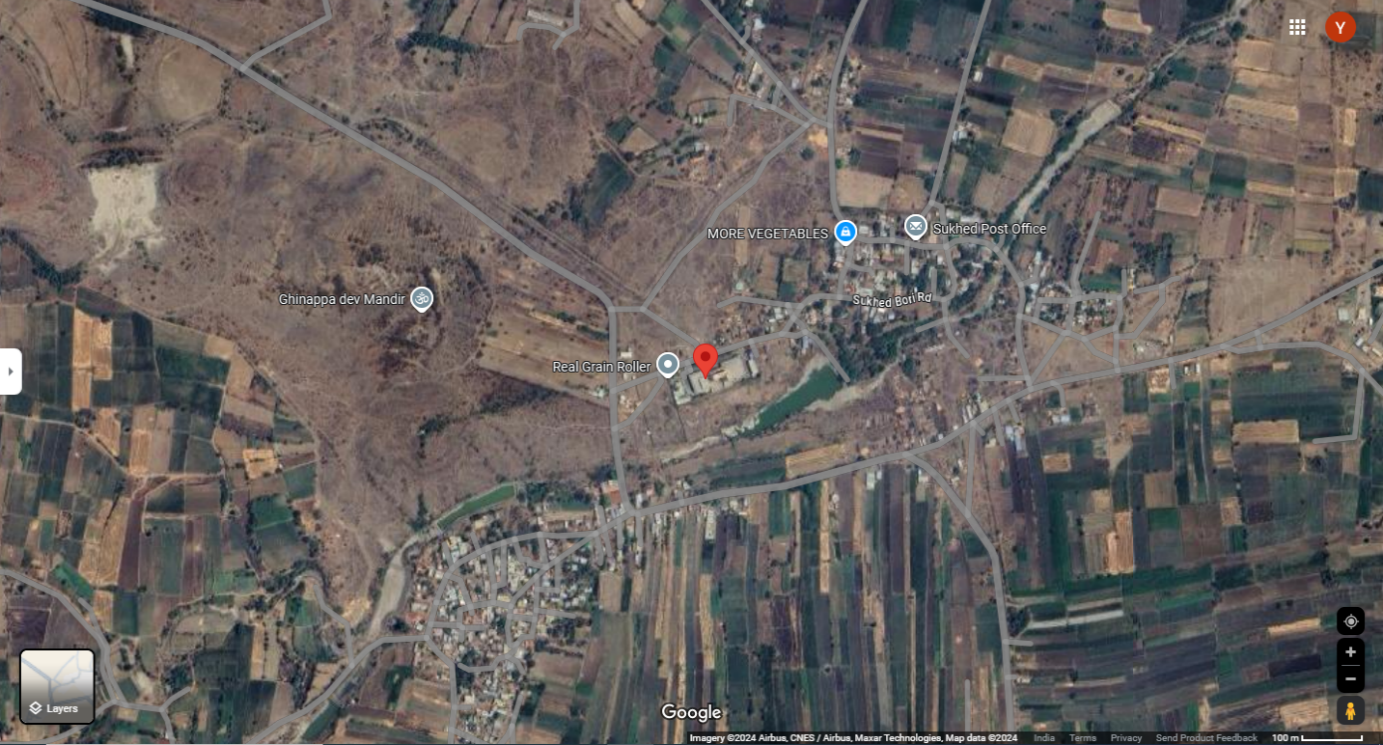 Y
MORE VEGETABLES
Sukhed Post Office
Ghinappa dev Mandir
Sukhed Bori Rd
Real Grain Roller
Layers
Google
Imagery ©2024 Airbus, CNES / Airbus, Maxar Technologies, Map data ©2024 India Terms Privacy Send Product Feedback 100 m